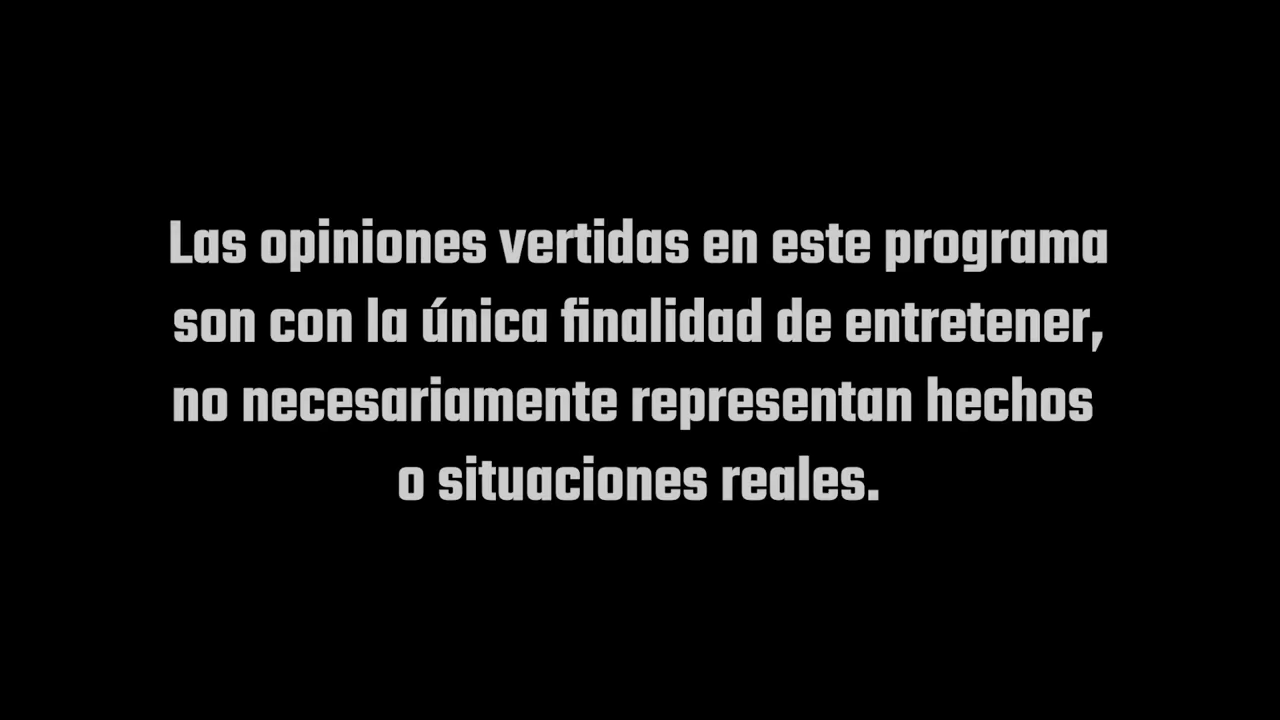 Las opiniones vertidas en este programa
son con la única finalidad de entretener,
no necesariamente representan hechos
o situaciones reales.